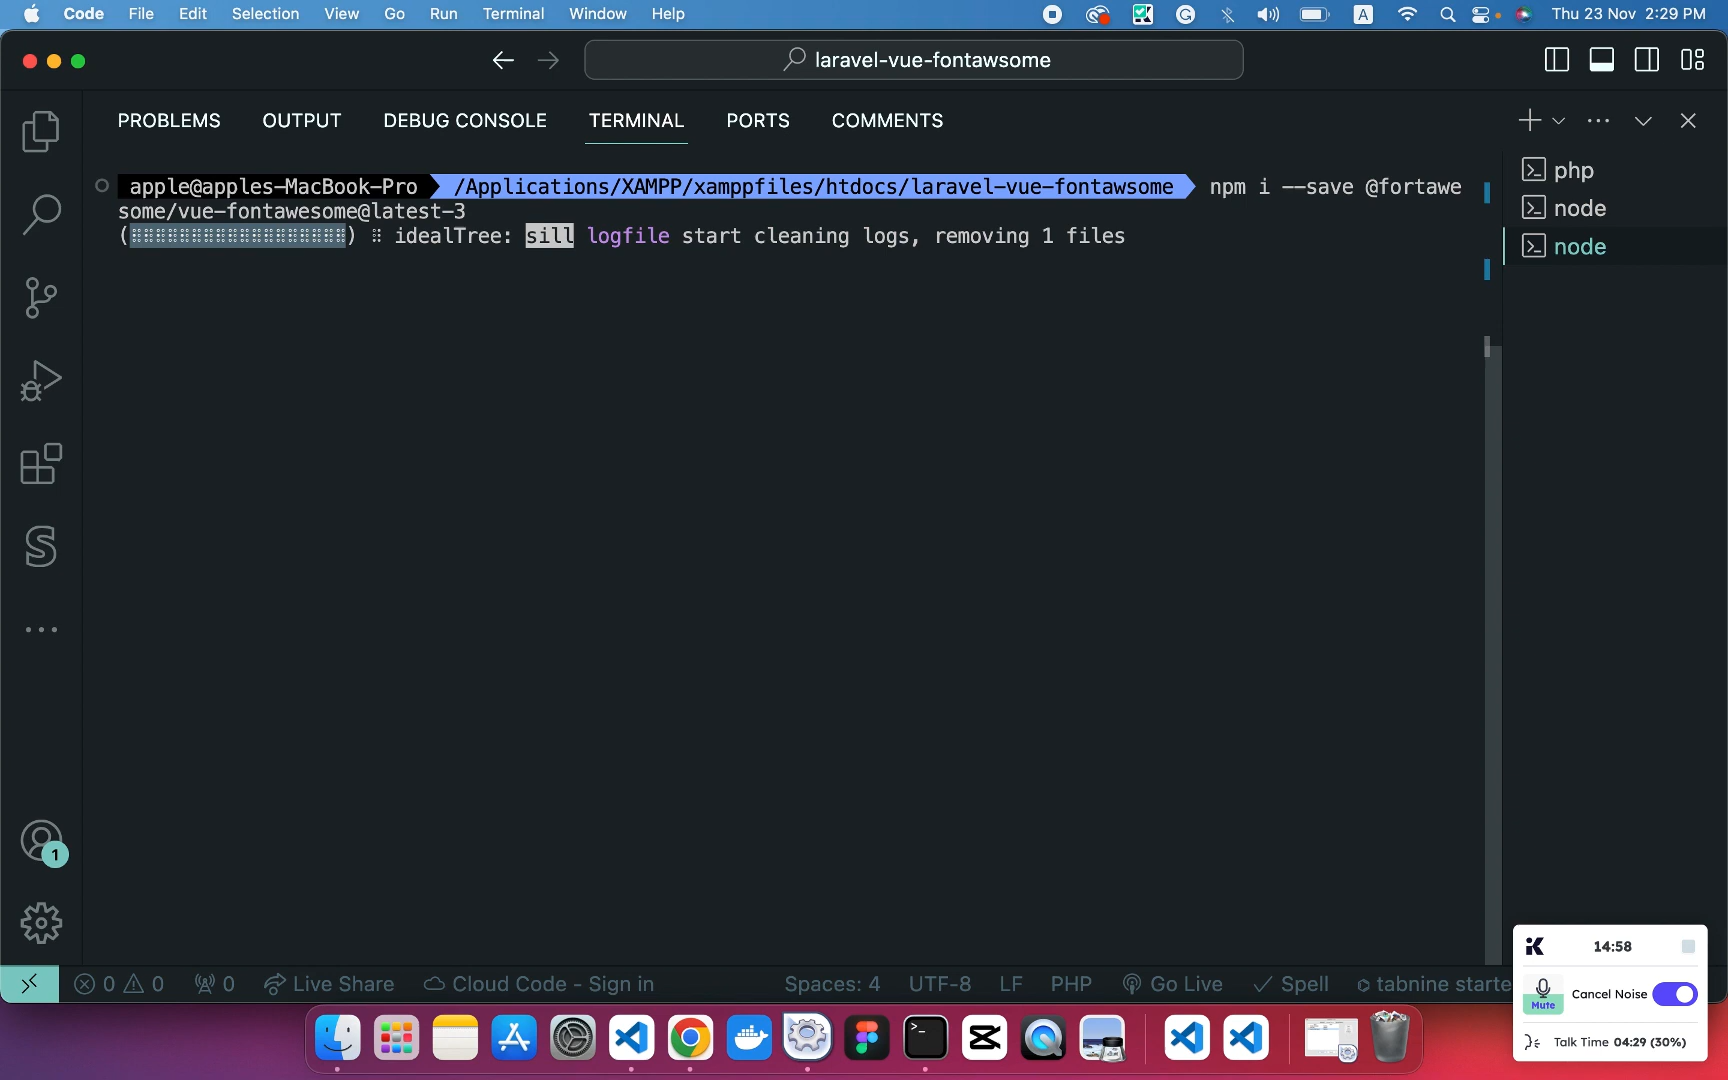 Code File Edit Selection View Go Run Terminal Window Help A Thu 23 Nov 2:29 PM
laravel-vue-fontawsome
PROBLEMS OUTPUT DEBUG CONSOLE TERMINAL PORTS COMMENTS
apple@apples-MacBook-Pro /Applications/XAMPP/xamppfiles/htdocs/laravel-vue-fontawsome npm i --save @fortawe
some/vue-fontawesome@latest-3
() ⠿ idealTree: sill logfile start cleaning logs, removing 1 files
php
node
node
1
0 0 0 Live Share Cloud Code - Sign in Spaces: 4 UTF-8 LF PHP Go Live Spell tabnine starte
14:58
Mute Cancel Noise
Talk Time 04:29 (30%)